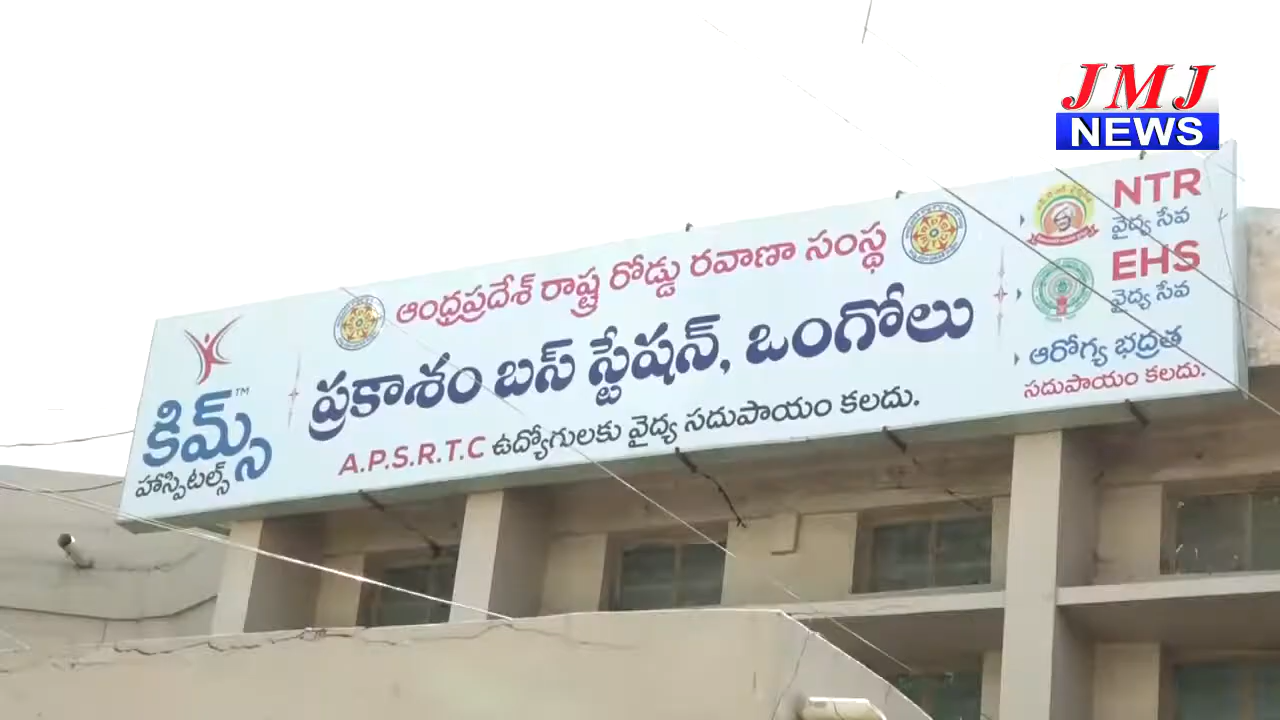 JMJ
NEWS
కిమ్స్ ™
హాస్పిటల్స్
ఆంధ్రప్రదేశ్ రాష్ట్ర రోడ్డు రవాణా సంస్థ
ప్రకాశం బస్ స్టేషన్, ఒంగోలు
A.P.S.R.T.C ఉద్యోగులకు వైద్య సదుపాయం కలదు.
NTR
వైద్య సేవ
EHS
వైద్య సేవ
ఆరోగ్య భద్రత
సదుపాయం కలదు.